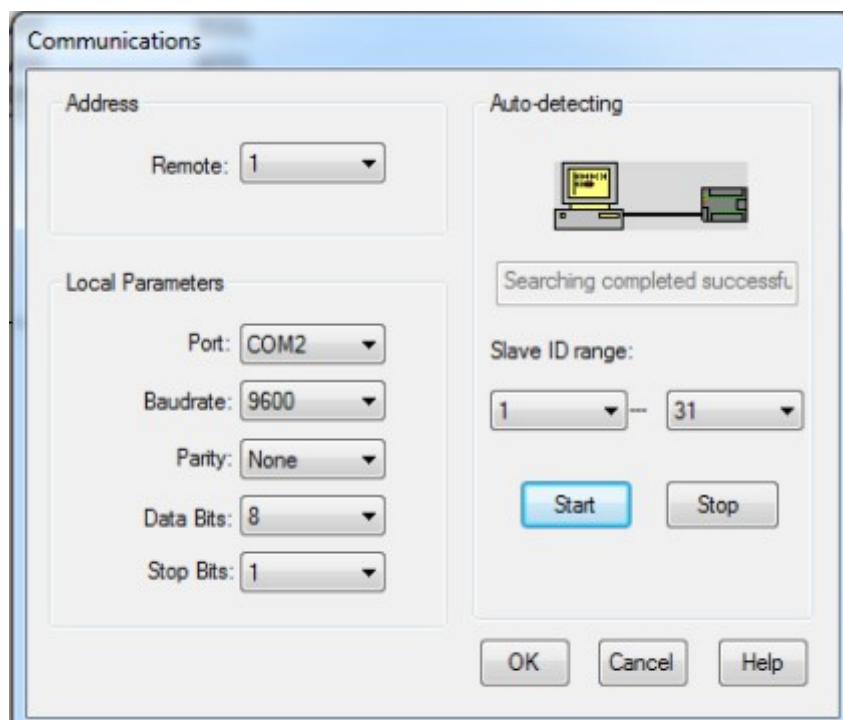 Communications
Address
Remote: 1
Local Parameters
Port: COM2
Baudrate: 9600
Parity: None
Data Bits: 8
Stop Bits: 1
Auto-detecting
Searching completed successfu
Slave ID range:
1 --- 31
Start Stop
OK Cancel Help